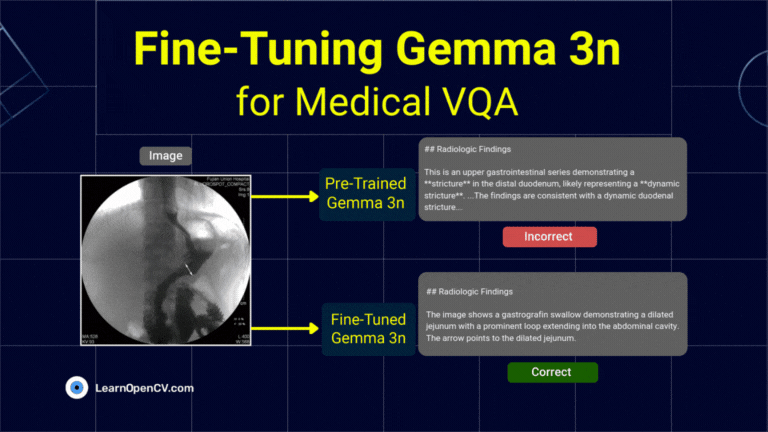 Fine-Tuning Gemma 3n
for Medical VQA
Image
Fujian Union Hospital
Pre-Trained
Gemma 3n
## Radiologic Findings
This is an upper gastrointestinal series demonstrating a
**stricture** in the distal duodenum, likely representing a **dynamic
stricture**. ...The findings are consistent with a dynamic duodenal
stricture...
Incorrect
Fine-Tuned
Gemma 3n
## Radiologic Findings
The image shows a gastrografin swallow demonstrating a dilated
jejunum with a prominent loop extending into the abdominal cavity.
The arrow points to the dilated jejunum.
Correct
LearnOpenCV.com